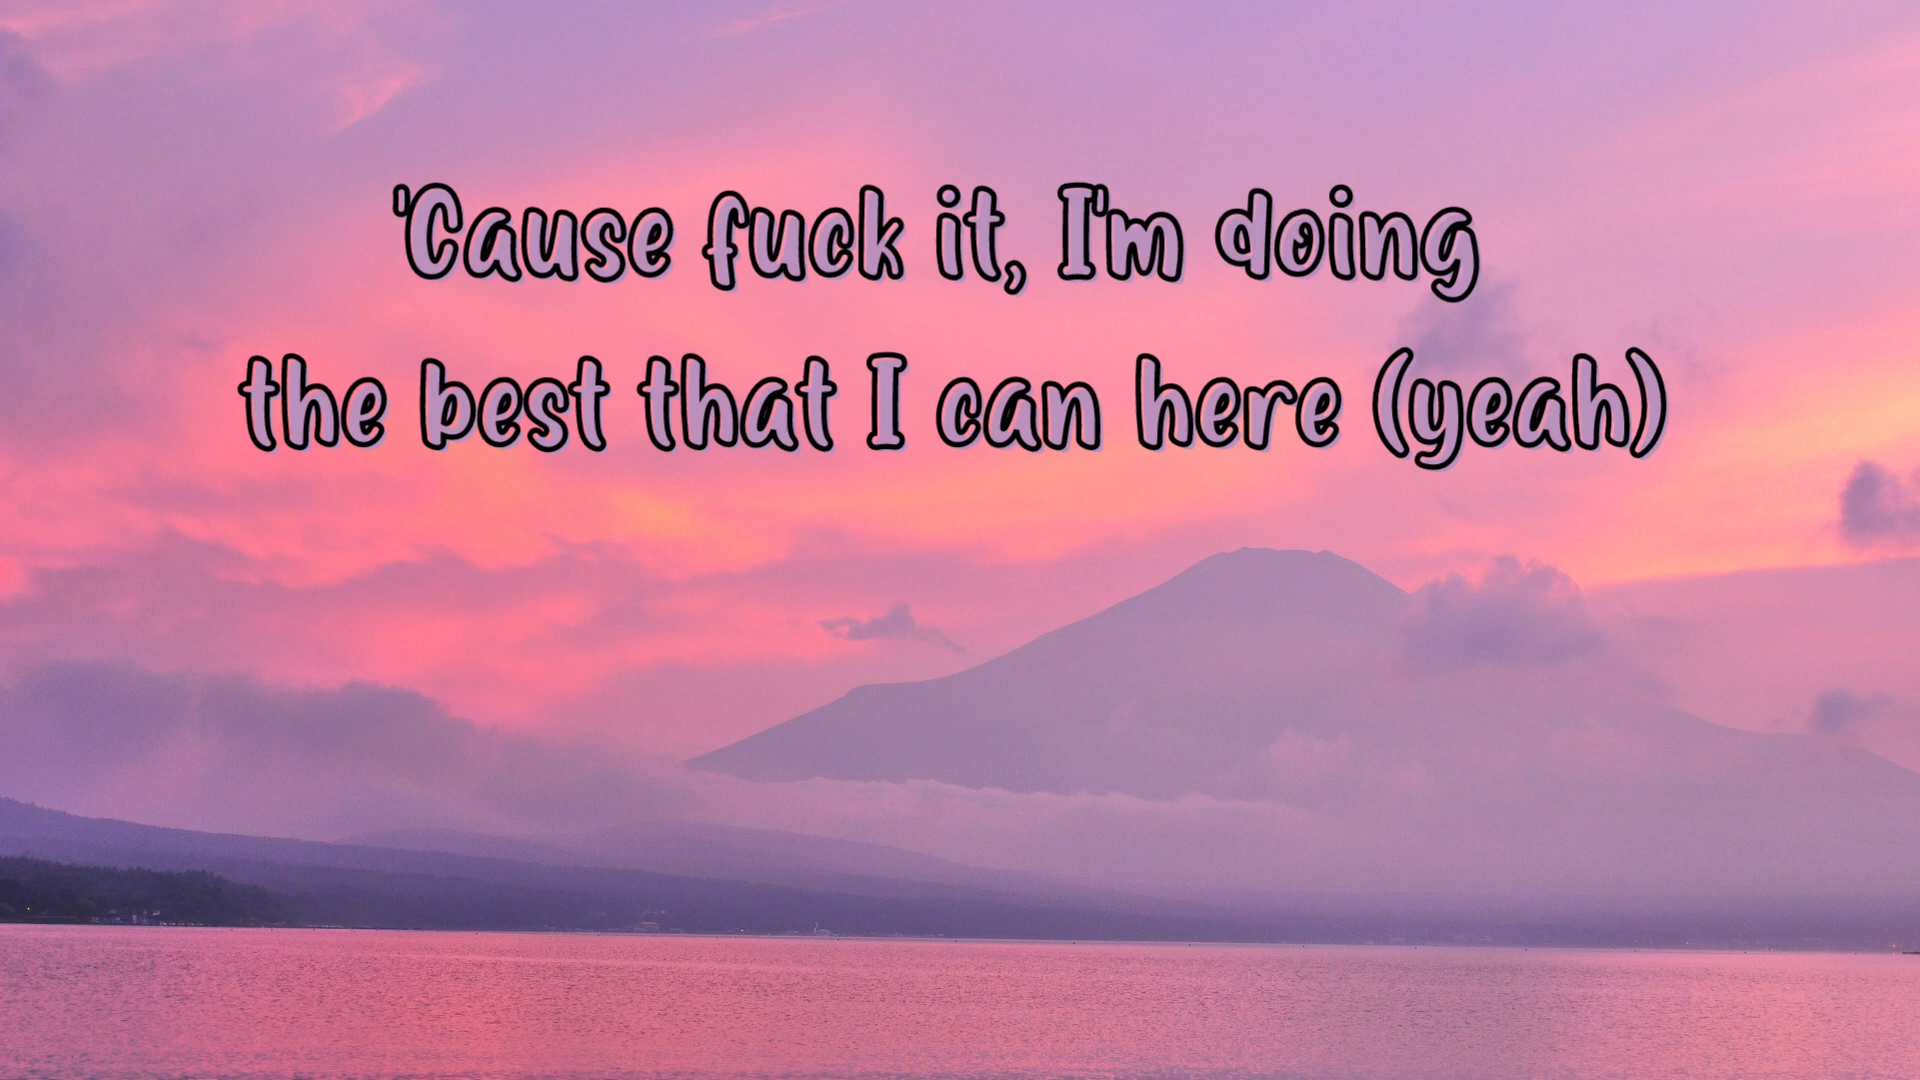 'Cause fuck it, I'm doing
the best that I can here (yeah)